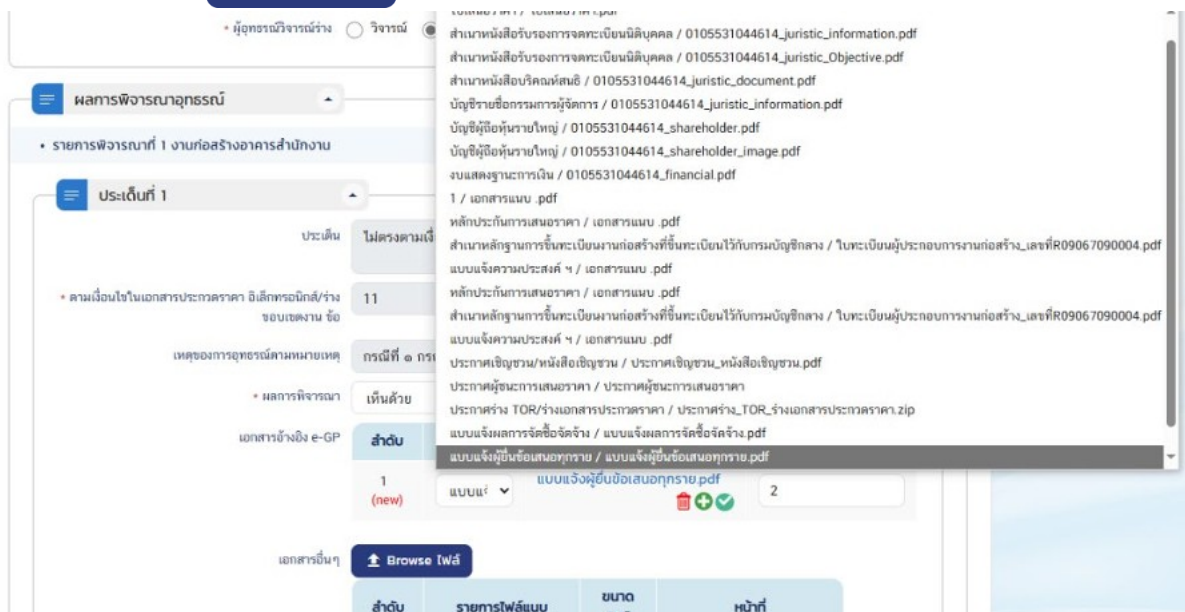 * ผู้อุทธรณ์วิจารณ์ร่าง วิจารณ์
สำเนาหนังสือรับรองการจดทะเบียนนิติบุคคล / 0105531044614_juristic_information.pdf
สำเนาหนังสือรับรองการจดทะเบียนนิติบุคคล / 0105531044614_juristic_Objective.pdf
สำเนาหนังสือบริคณห์สนธิ / 0105531044614_juristic_document.pdf
บัญชีรายชื่อกรรมการผู้จัดการ / 0105531044614_juristic_information.pdf
บัญชีผู้ถือหุ้นรายใหญ่ / 0105531044614_shareholder.pdf
บัญชีผู้ถือหุ้นรายใหญ่ / 0105531044614_shareholder_image.pdf
งบแสดงฐานะการเงิน / 0105531044614_financial.pdf
1 / เอกสารแนบ .pdf
หลักประกันการเสนอราคา / เอกสารแนบ .pdf
สำเนาหลักฐานการขึ้นทะเบียนงานก่อสร้างที่ขึ้นทะเบียนไว้กับกรมบัญชีกลาง / ใบทะเบียนผู้ประกอบการงานก่อสร้าง_เลขที่R09067090004.pdf
แบบแจ้งความประสงค์ ฯ / เอกสารแนบ .pdf
หลักประกันการเสนอราคา / เอกสารแนบ .pdf
สำเนาหลักฐานการขึ้นทะเบียนงานก่อสร้างที่ขึ้นทะเบียนไว้กับกรมบัญชีกลาง / ใบทะเบียนผู้ประกอบการงานก่อสร้าง_เลขที่R09067090004.pdf
แบบแจ้งความประสงค์ ฯ / เอกสารแนบ .pdf
ประกาศเชิญชวน/หนังสือเชิญชวน / ประกาศเชิญชวน_หนังสือเชิญชวน.pdf
ประกาศผู้ชนะการเสนอราคา / ประกาศผู้ชนะการเสนอราคา
ประกาศร่าง TOR/ร่างเอกสารประกวดราคา / ประกาศร่าง_TOR_ร่างเอกสารประกวดราคา.zip
แบบแจ้งผลการจัดซื้อจัดจ้าง / แบบแจ้งผลการจัดซื้อจัดจ้าง.pdf
แบบแจ้งผู้ยื่นข้อเสนอทุกราย / แบบแจ้งผู้ยื่นข้อเสนอทุกราย.pdf
ผลการพิจารณาอุทธรณ์
• รายการพิจารณาที่ 1 งานก่อสร้างอาคารสำนักงาน
ประเด็นที่ 1
ประเด็น ไม่ตรงตามเงื่
* ตามเงื่อนไขในเอกสารประกวดราคา อิเล็กทรอนิกส์/ร่าง
ขอบเขตงาน ข้อ 11
เหตุของการอุทธรณ์ตามหมายเหตุ กรณีที่ ๑ กร
* ผลการพิจารณา เห็นด้วย
เอกสารอ้างอิง e-GP ลำดับ
1
(new) แบบแจ้ แบบแจ้งผู้ยื่นข้อเสนอทุกราย.pdf 2
เอกสารอื่นๆ Browse ไฟล์
ลำดับ รายการไฟล์แนบ ขนาด หน้าที่